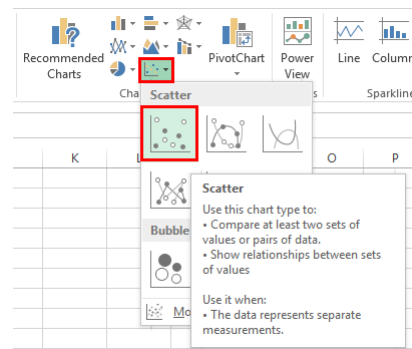 Recommended
Charts
PivotChart
Power
View
Line
Column
Cha
s
Sparkline
Scatter
K
L
O
P
Scatter
Use this chart type to:
• Compare at least two sets of
values or pairs of data.
• Show relationships between sets
of values
Use it when:
• The data represents separate
measurements.
Bubble
Mo